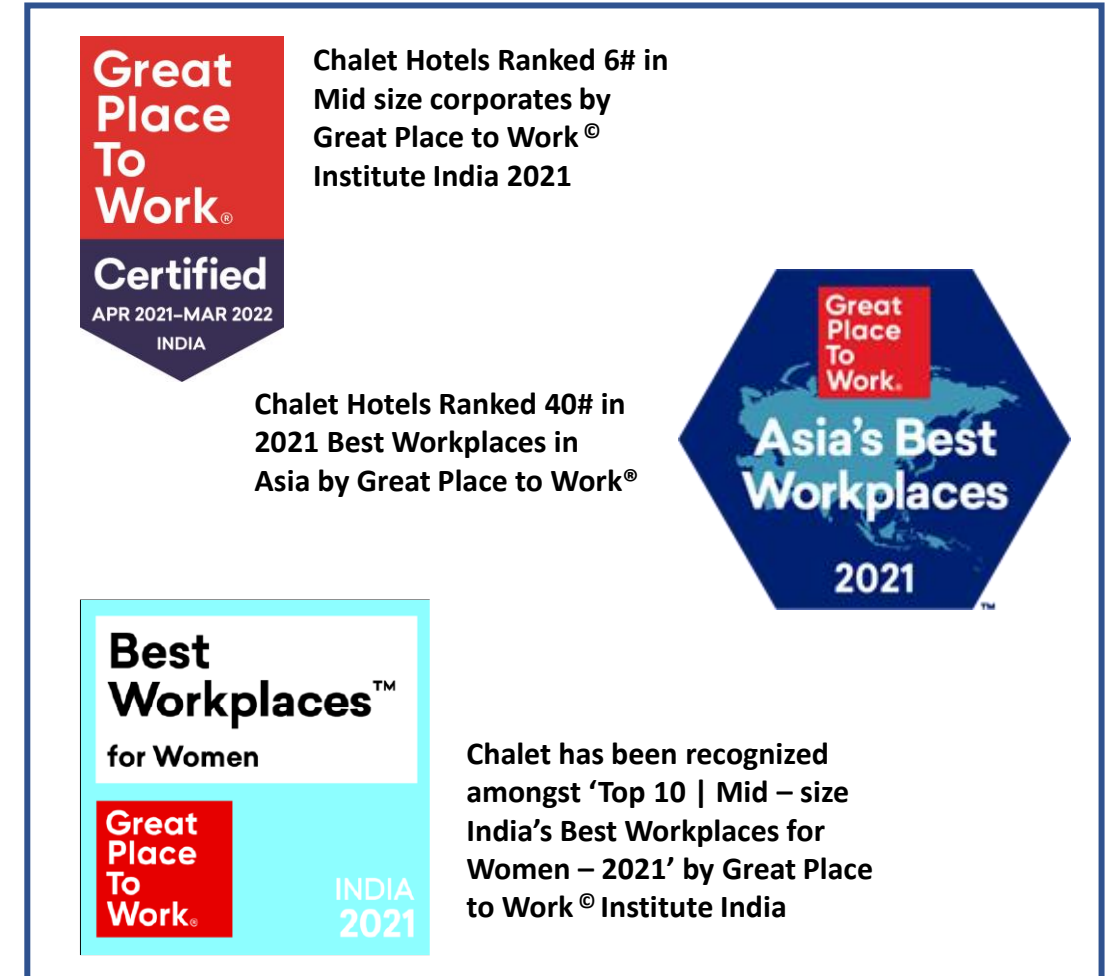 Great
Place
To
Work®
Certified
APR 2021–MAR 2022
INDIA
Chalet Hotels Ranked 6# in
Mid size corporates by
Great Place to Work ©
Institute India 2021
Chalet Hotels Ranked 40# in
2021 Best Workplaces in
Asia by Great Place to Work®
Great
Place
To
Work®
Asia's Best
Workplaces
2021
™
Best
Workplaces™
for Women
Great
Place
To
Work®
INDIA
2021
Chalet has been recognized
amongst ‘Top 10 | Mid – size
India’s Best Workplaces for
Women – 2021’ by Great Place
to Work © Institute India